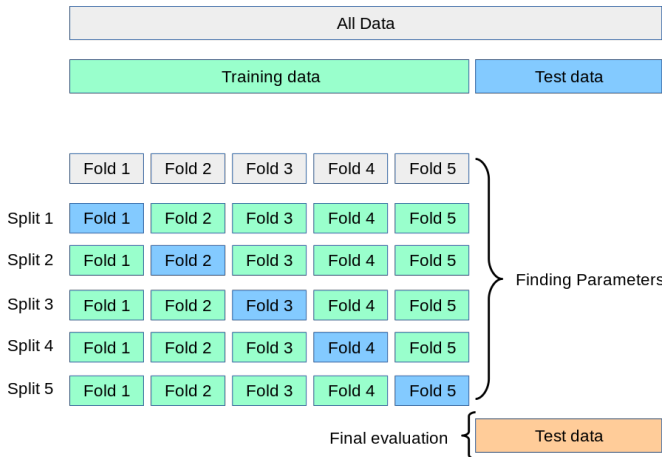 All Data
Training data Test data
Fold 1 Fold 2 Fold 3 Fold 4 Fold 5
Split 1 Fold 1 Fold 2 Fold 3 Fold 4 Fold 5
Split 2 Fold 1 Fold 2 Fold 3 Fold 4 Fold 5
Finding Parameters
Split 3 Fold 1 Fold 2 Fold 3 Fold 4 Fold 5
Split 4 Fold 1 Fold 2 Fold 3 Fold 4 Fold 5
Split 5 Fold 1 Fold 2 Fold 3 Fold 4 Fold 5
Final evaluation Test data